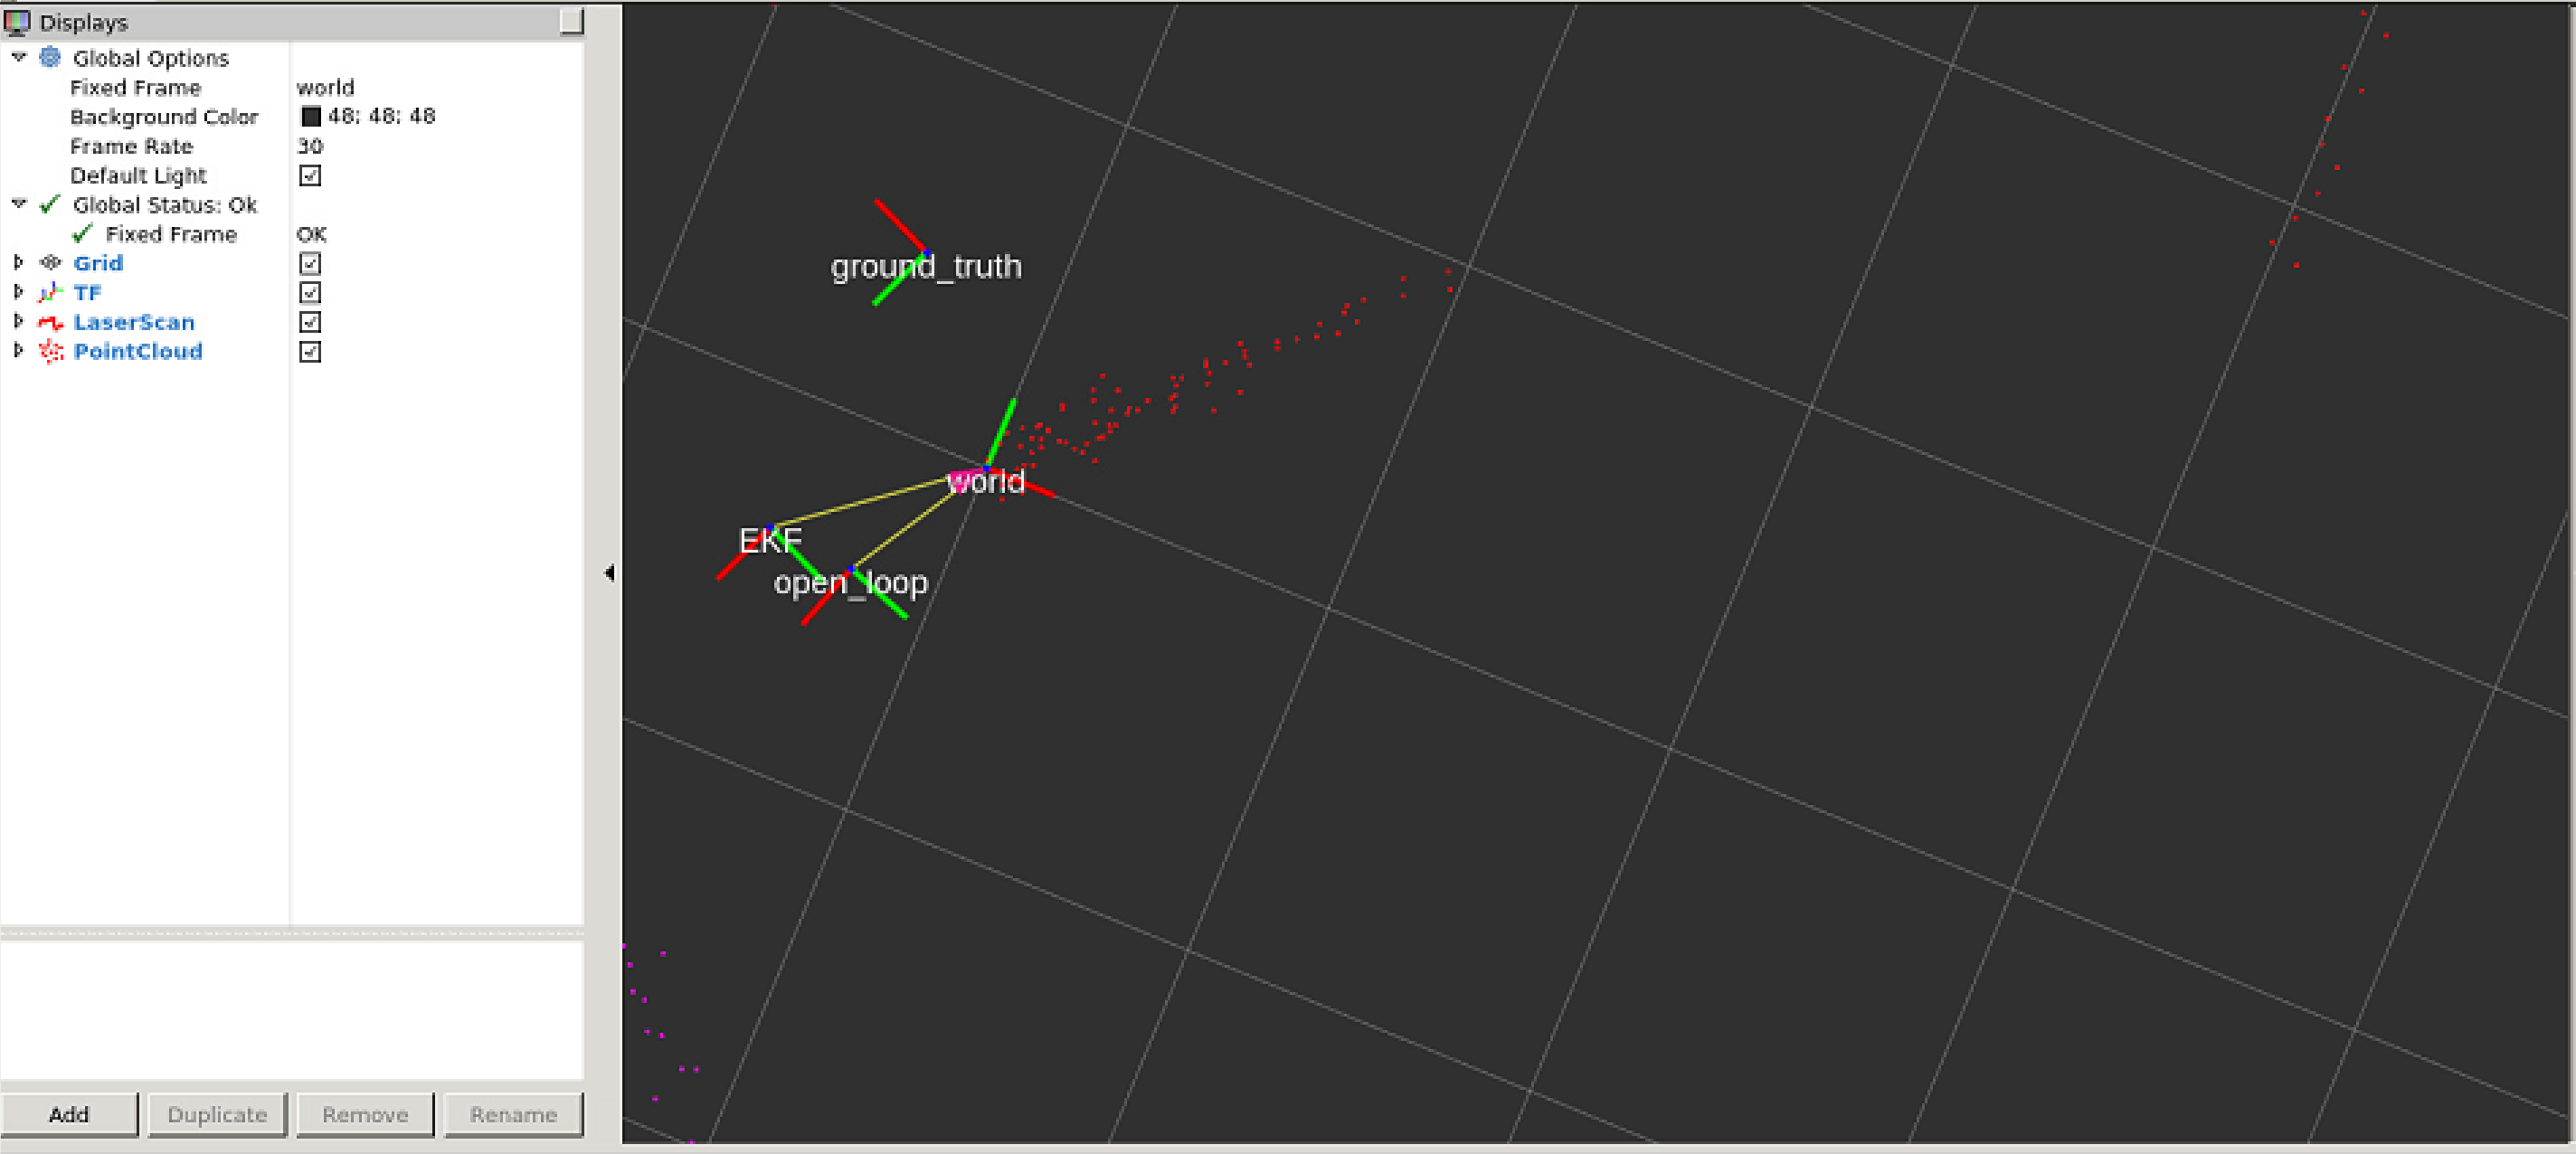 Displays
Global Options
Fixed Frame world
Background Color 48; 48; 48
Frame Rate 30
Default Light
Global Status: Ok
Fixed Frame OK
Grid
TF
LaserScan
PointCloud
Add Duplicate Remove Rename
ground_truth
world
EKF
open_loop